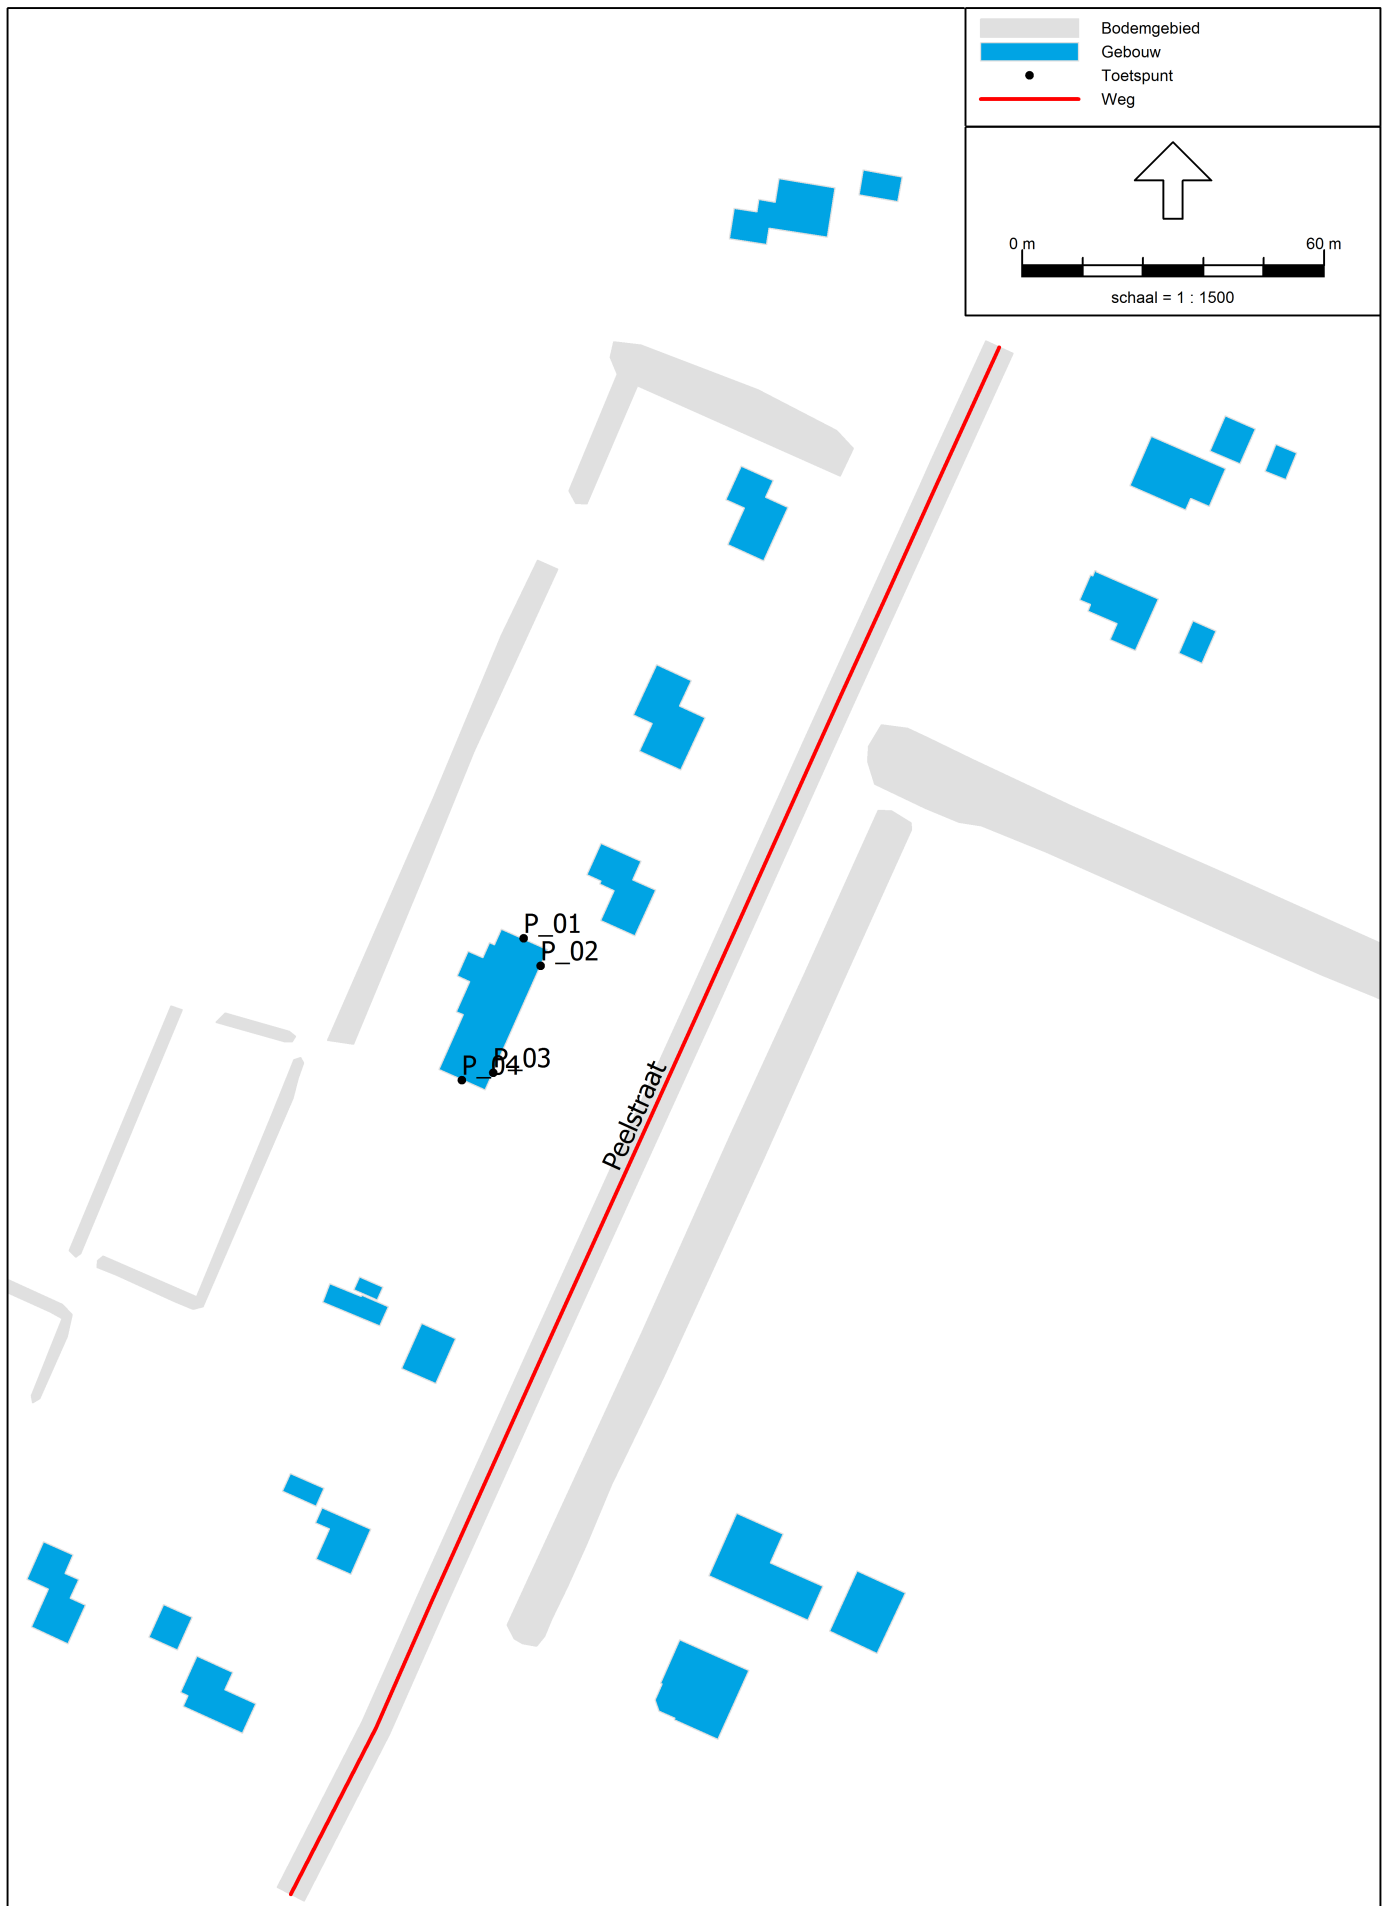 Bodemgebied
Gebouw
Toetspunt
Weg
0 m 60 m
schaal = 1 : 1500
P_01
P_02
P_03
P_04
Peelstraat